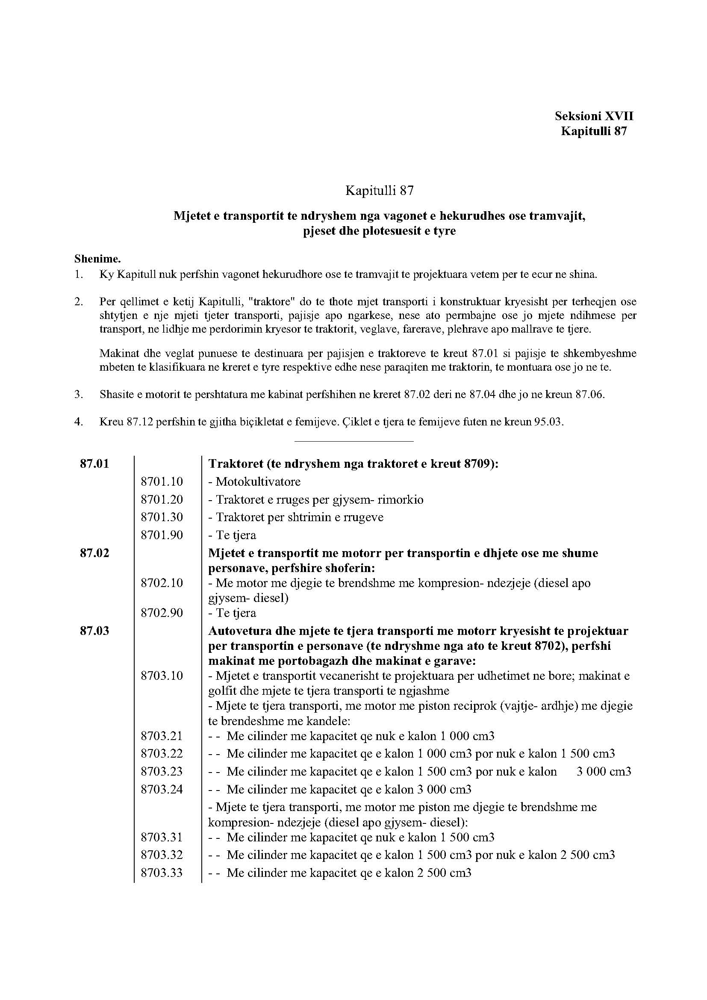 Seksioni XVII
Kapitulli 87
Kapitulli 87
Mjetet e transportit te ndryshem nga vagonet e hekurudhes ose tramvajit,
pjeset dhe plotesuesit e tyre
Shenime.
1. Ky Kapitull nuk perfshin vagonet hekurudhore ose te tramvajit te projektuara vetem per te ecur ne shina.
2. Per qellimet e ketij Kapitulli, "traktore" do te thote mjet transporti i konstruktuar kryesisht per terheqjen ose
shtytjen e nje mjeti tjeter transporti, pajisje apo ngarkese, nese ato permbajne ose jo mjete ndihmese per
transport, ne lidhje me perdorimin kryesor te traktorit, veglave, farerave, plehrave apo mallrave te tjere.
Makinat dhe veglat punuese te destinuara per pajisjen e traktoreve te kreut 87.01 si pajisje te shkembyeshme
mbeten te klasifikuara ne kreret e tyre respektive edhe nese paraqiten me traktorin, te montuara ose jo ne te.
3. Shasite e motorit te pershtatura me kabinat perfshihen ne kreret 87.02 deri ne 87.04 dhe jo ne kreun 87.06.
4. Kreu 87.12 perfshin te gjitha biçikletat e femijeve. Çiklet e tjera te femijeve futen ne kreun 95.03.
87.01 Traktoret (te ndryshem nga traktoret e kreut 8709):
8701.10 - Motokultivatore
8701.20 - Traktoret e rruges per gjysem- rimorkio
8701.30 - Traktoret per shtrimin e rrugeve
8701.90 - Te tjera
87.02 Mjetet e transportit me motorr per transportin e dhjete ose me shume
personave, perfshire shoferin:
8702.10 - Me motor me djegie te brendshme me kompresion- ndezjeje (diesel apo
gjysem- diesel)
8702.90 - Te tjera
87.03 Autovetura dhe mjete te tjera transporti me motorr kryesisht te projektuar
per transportin e personave (te ndryshme nga ato te kreut 8702), perfshi
makinat me portobagazh dhe makinat e garave:
8703.10 - Mjetet e transportit vecanerisht te projektuara per udhetimet ne bore; makinat e
golfit dhe mjete te tjera transporti te ngjashme
- Mjete te tjera transporti, me motor me piston reciprok (vajtje- ardhje) me djegie
te brendeshme me kandele:
8703.21 - - Me cilinder me kapacitet qe nuk e kalon 1 000 cm3
8703.22 - - Me cilinder me kapacitet qe e kalon 1 000 cm3 por nuk e kalon 1 500 cm3
8703.23 - - Me cilinder me kapacitet qe e kalon 1 500 cm3 por nuk e kalon 3 000 cm3
8703.24 - - Me cilinder me kapacitet qe e kalon 3 000 cm3
- Mjete te tjera transporti, me motor me piston me djegie te brendshme me
kompresion- ndezjeje (diesel apo gjysem- diesel):
8703.31 - - Me cilinder me kapacitet qe nuk e kalon 1 500 cm3
8703.32 - - Me cilinder me kapacitet qe e kalon 1 500 cm3 por nuk e kalon 2 500 cm3
8703.33 - - Me cilinder me kapacitet qe e kalon 2 500 cm3